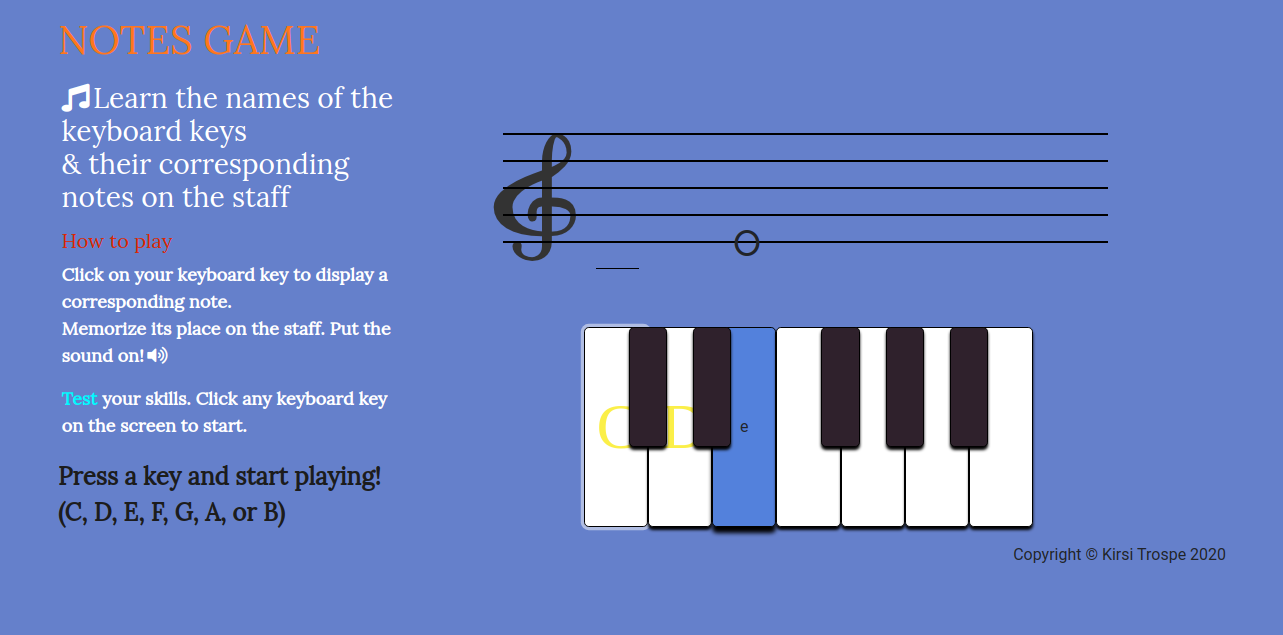 NOTES GAME
Learn the names of the
keyboard keys
& their corresponding
notes on the staff
How to play
Click on your keyboard key to display a
corresponding note.
Memorize its place on the staff. Put the
sound on!
Test your skills. Click any keyboard key
on the screen to start.
Press a key and start playing!
(C, D, E, F, G, A, or B)
C D e
Copyright © Kirsi Trospe 2020